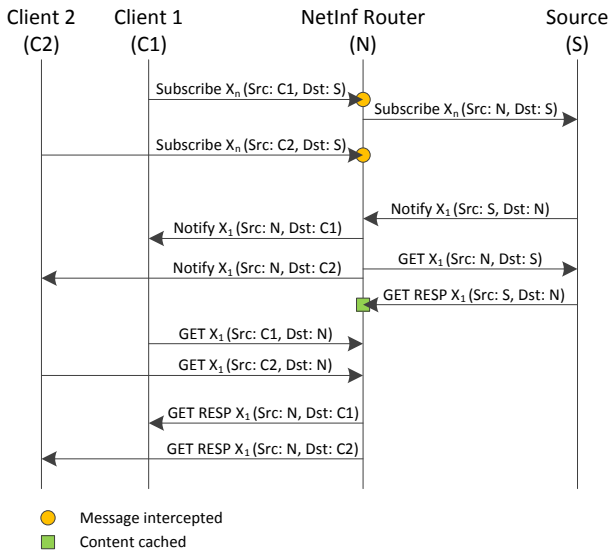 Client 2 Client 1 NetInf Router Source
(C2) (C1) (N) (S)
Subscribe Xn (Src: C1, Dst: S)
Subscribe Xn (Src: N, Dst: S)
Subscribe Xn (Src: C2, Dst: S)
Notify X1 (Src: S, Dst: N)
Notify X1 (Src: N, Dst: C1)
GET X1 (Src: N, Dst: S)
Notify X1 (Src: N, Dst: C2)
GET RESP X1 (Src: S, Dst: N)
GET X1 (Src: C1, Dst: N)
GET X1 (Src: C2, Dst: N)
GET RESP X1 (Src: N, Dst: C1)
GET RESP X1 (Src: N, Dst: C2)
Message intercepted
Content cached